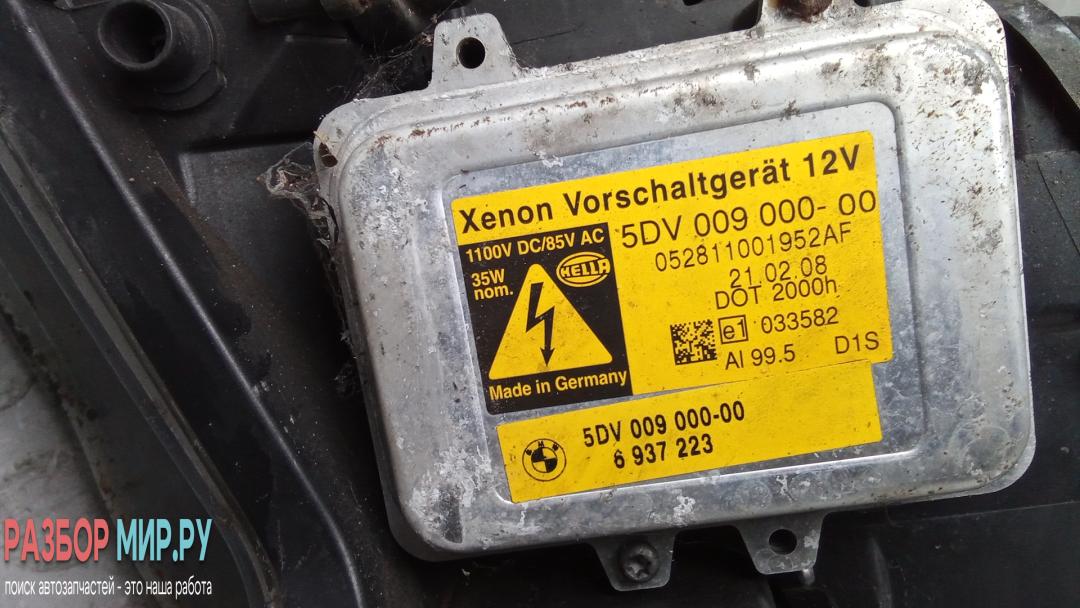 Xenon Vorschaltgerät 12V
1100V DC/85V AC
5DV 009 000- 00
35W
nom.
HELLA
052811001952AF
21.02.08
DOT 2000h
e1 033582
Al 99.5 D1S
Made in Germany
5DV 009 000-00
BMW
6 937 223
РАЗБОР МИР.РУ
поиск автозапчастей - это наша работа